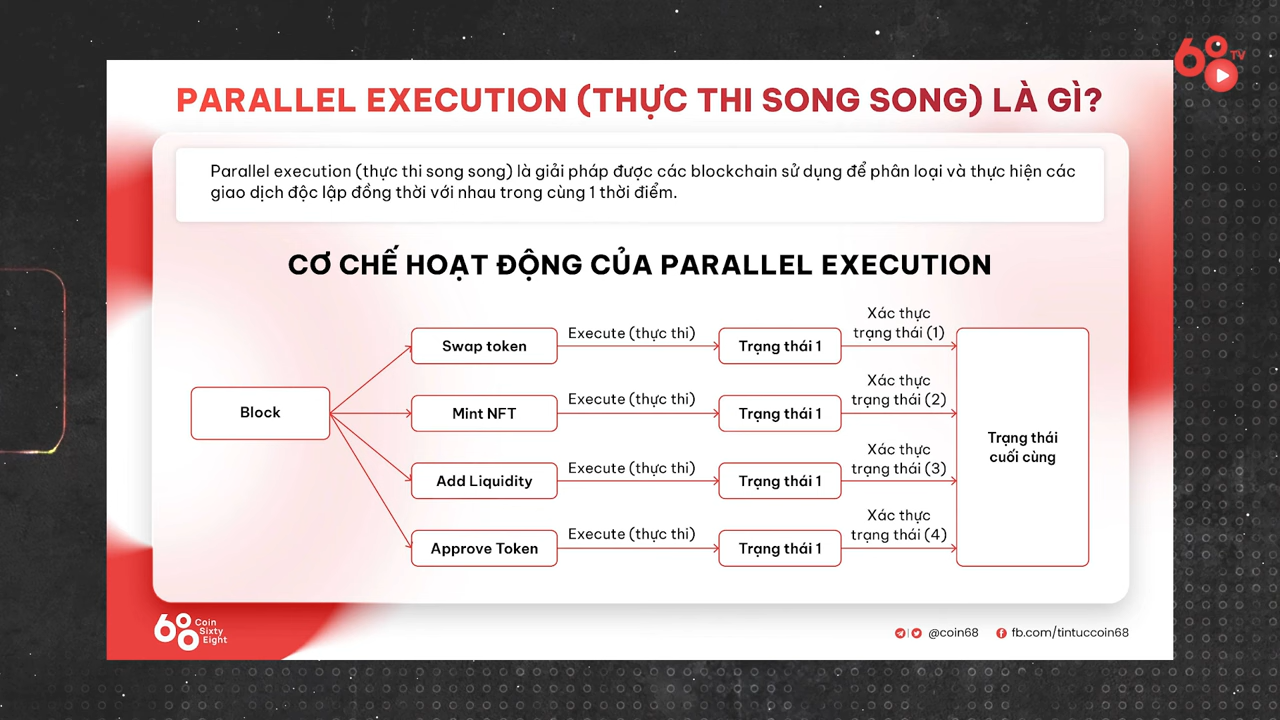 68 TV
PARALLEL EXECUTION (THỰC THI SONG SONG) LÀ GÌ?
Parallel execution (thực thi song song) là giải pháp được các blockchain sử dụng để phân loại và thực hiện các
giao dịch độc lập đồng thời với nhau trong cùng 1 thời điểm.
CƠ CHẾ HOẠT ĐỘNG CỦA PARALLEL EXECUTION
Block
Swap token
Execute (thực thi)
Trạng thái 1
Xác thực
trạng thái (1)
Mint NFT
Execute (thực thi)
Trạng thái 1
Xác thực
trạng thái (2)
Add Liquidity
Execute (thực thi)
Trạng thái 1
Xác thực
trạng thái (3)
Approve Token
Execute (thực thi)
Trạng thái 1
Xác thực
trạng thái (4)
Trạng thái
cuối cùng
68 Coin
Sixty
Eight
@coin68
fb.com/tintuccoin68